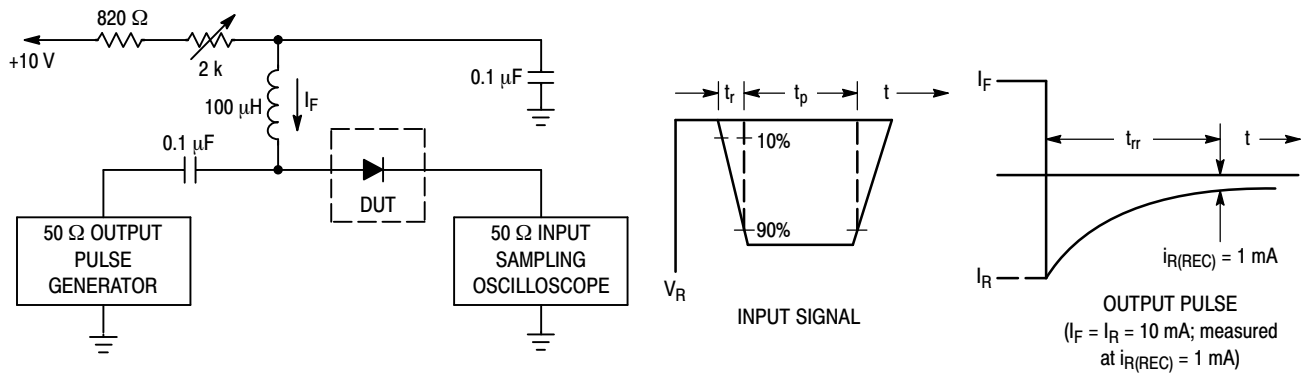 820 Ω
+10 V
2 k
100 μH
I_F
0.1 μF
0.1 μF
DUT
50 Ω OUTPUT
PULSE
GENERATOR
50 Ω INPUT
SAMPLING
OSCILLOSCOPE
t_r
t_p
t
10%
90%
V_R
INPUT SIGNAL
I_F
t_rr
t
i_R(REC) = 1 mA
I_R
OUTPUT PULSE
(I_F = I_R = 10 mA; measured
at i_R(REC) = 1 mA)